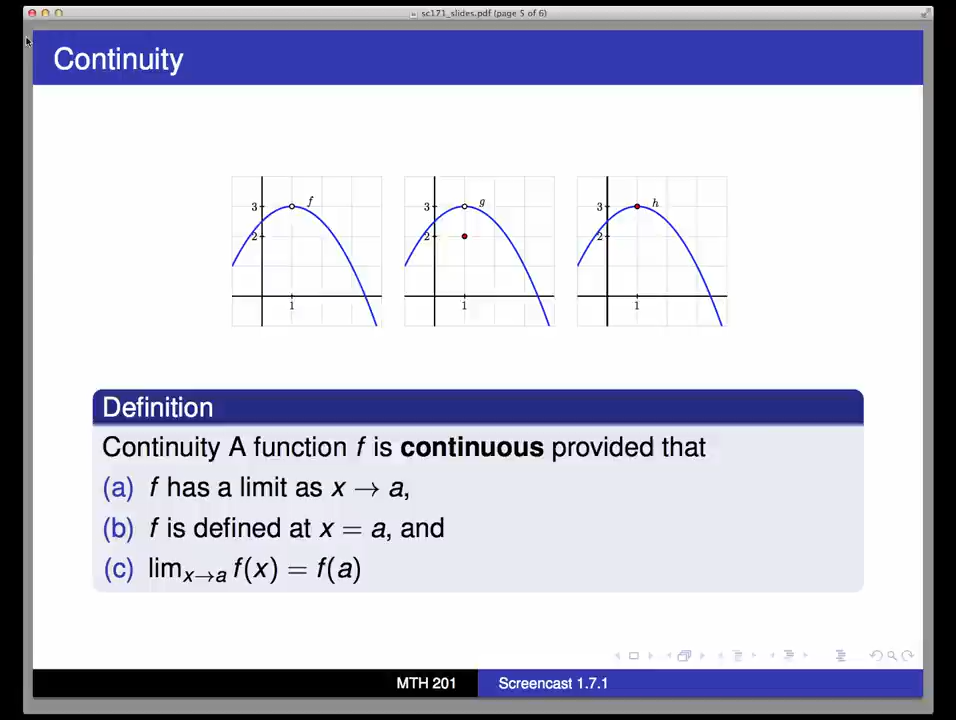 sc171_slides.pdf (page 5 of 6)
Continuity
3
2
1
f
3
2
1
g
3
2
1
h
Definition
Continuity A function f is continuous provided that
(a) f has a limit as x → a,
(b) f is defined at x = a, and
(c) lim_{x→a} f(x) = f(a)
MTH 201
Screencast 1.7.1